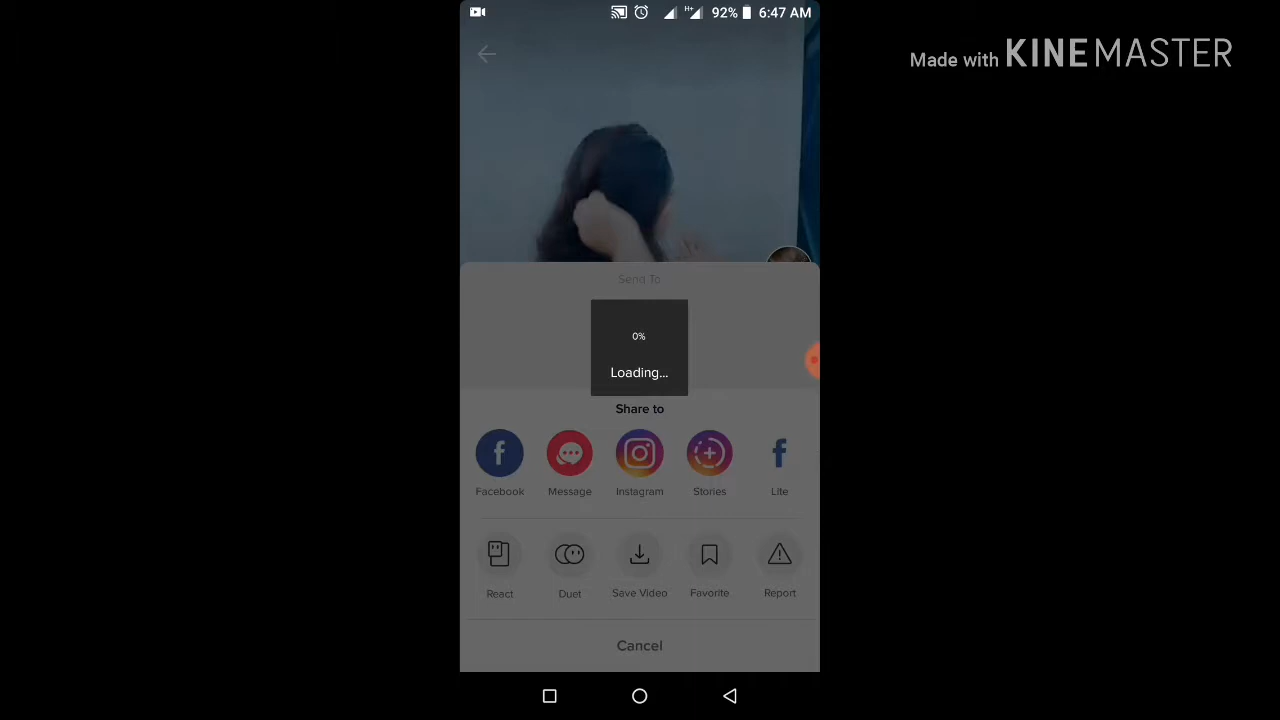 92% 6:47 AM
Made with KINEMASTER
Send To
0%
Loading...
Share to
Facebook Message Instagram Stories Lite
React Duet Save Video Favorite Report
Cancel